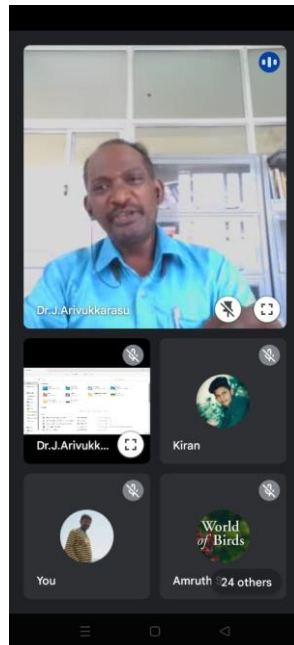 Dr.J.Arivukkarasu
Dr.J.Arivukk...
Kiran
You
World
of Birds
Amruth
24 others